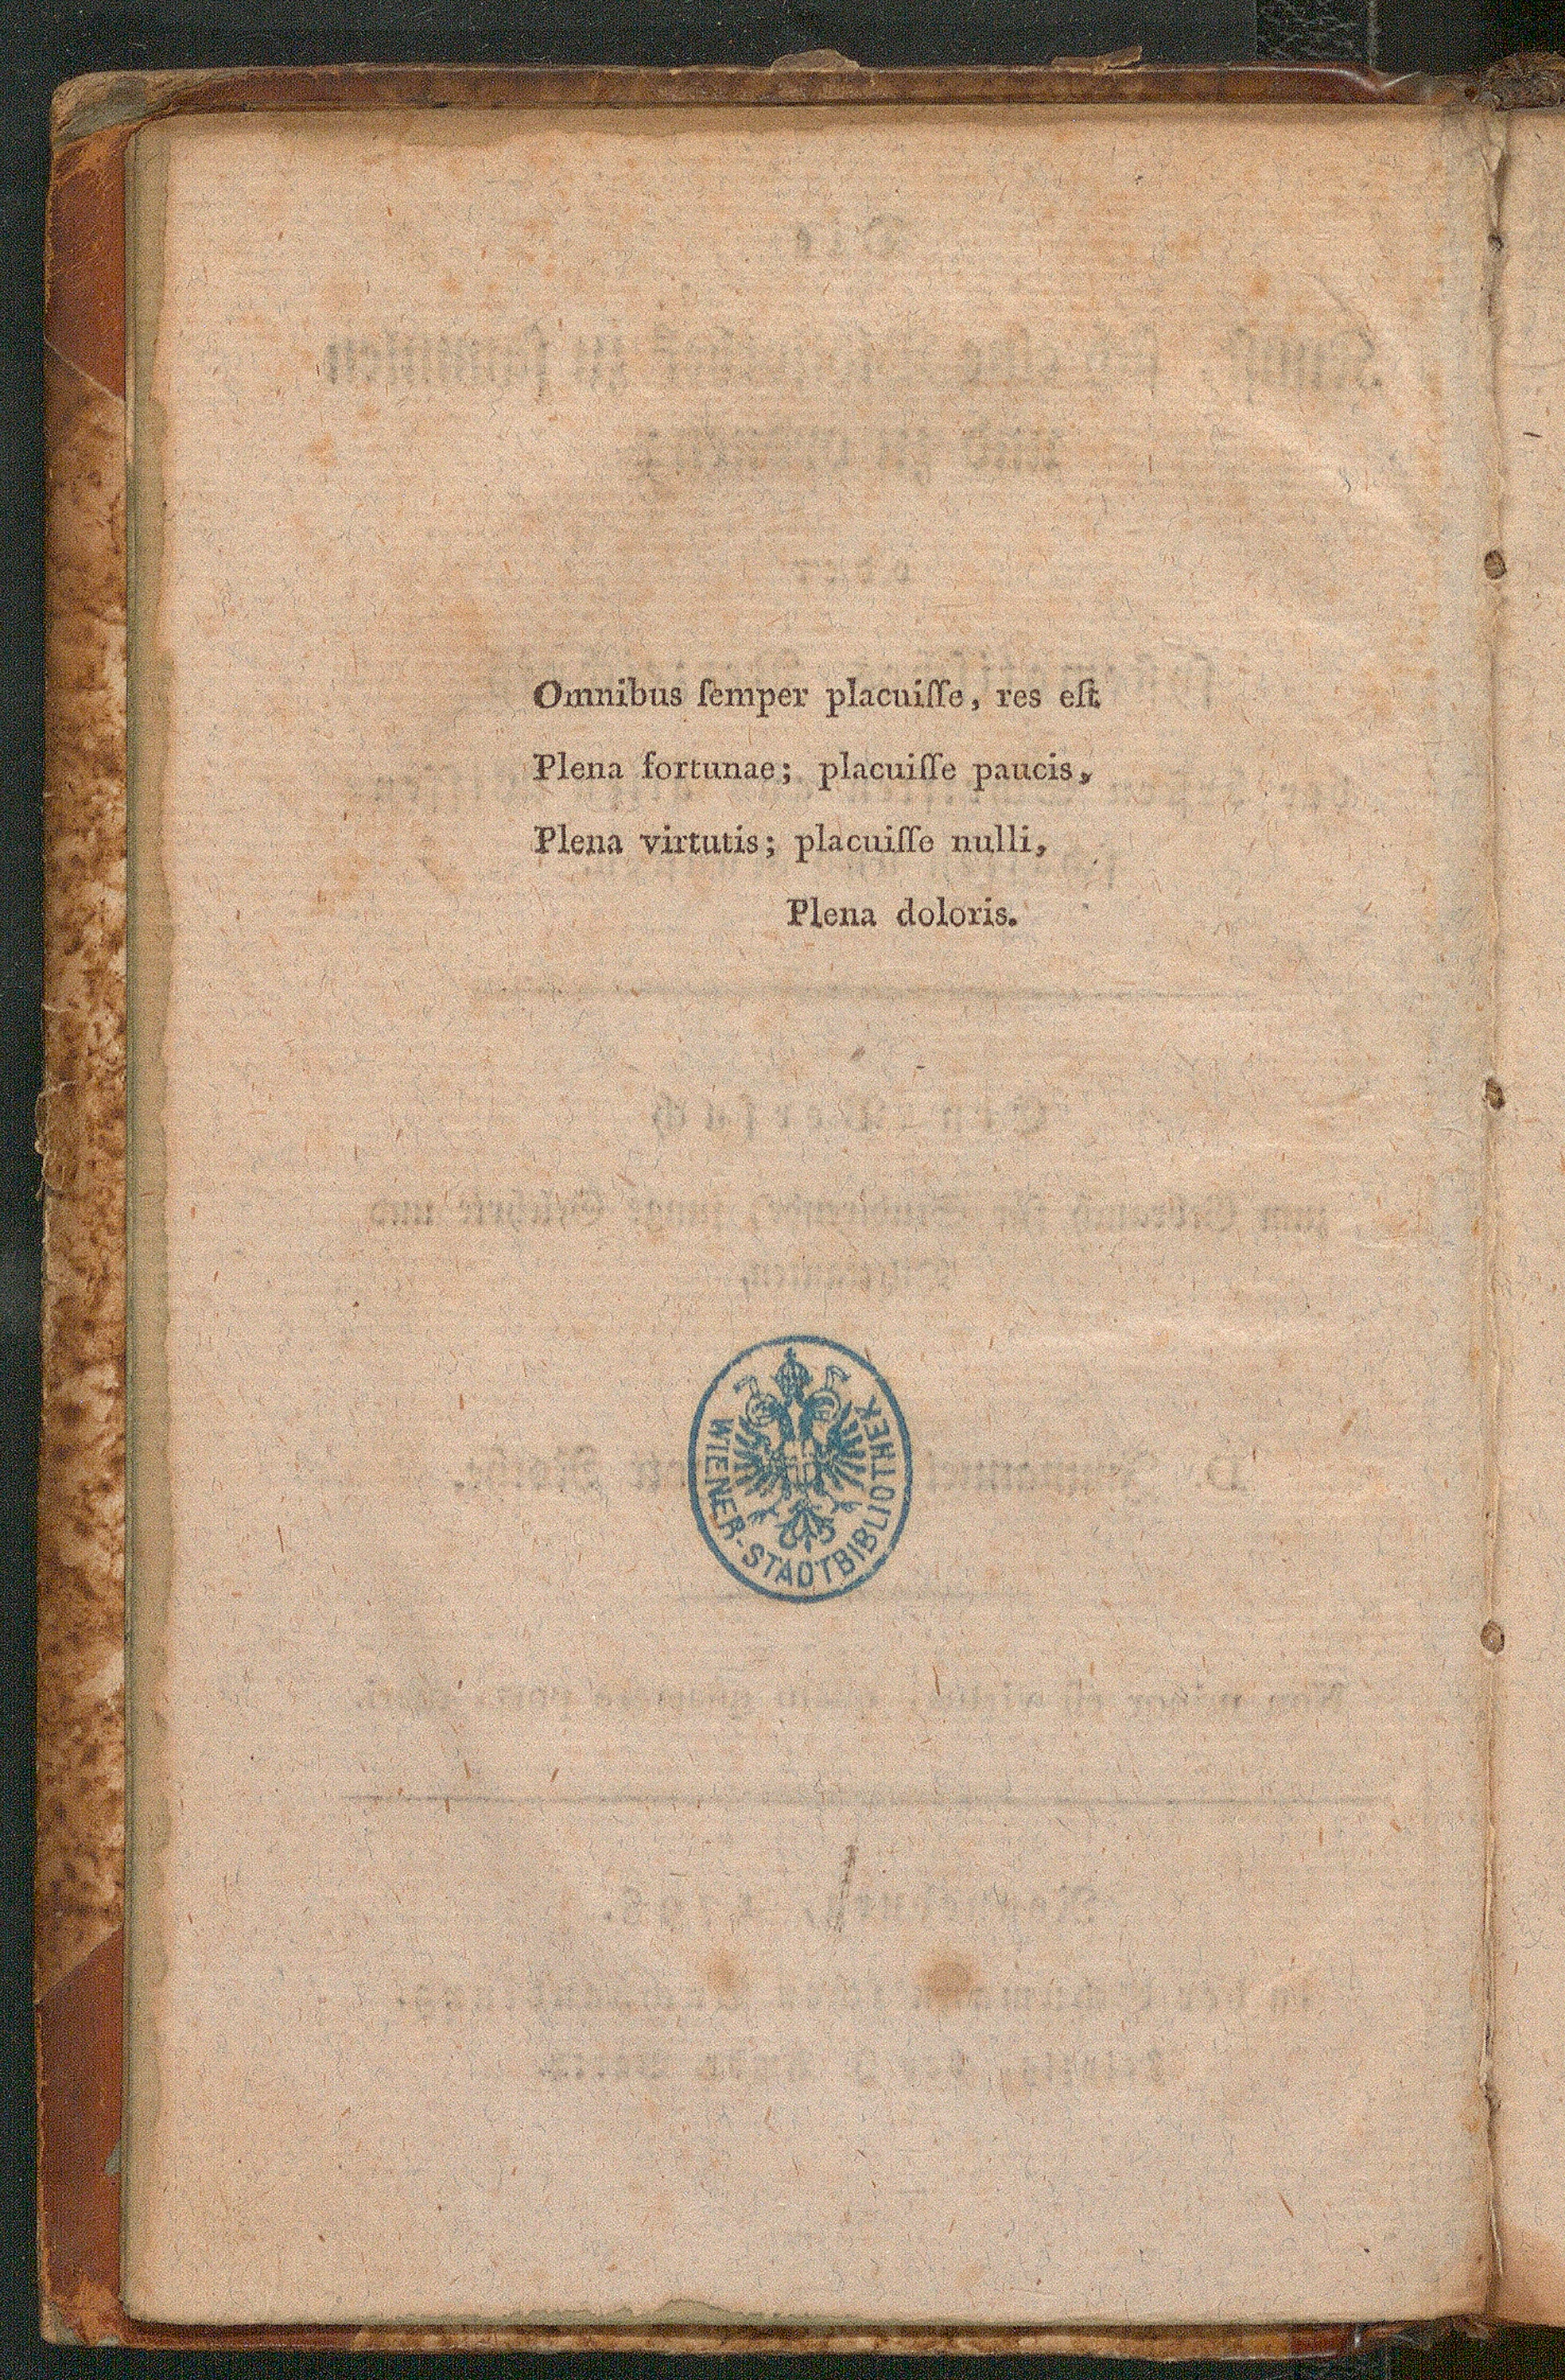 Omnibus ſemper placuiſſe, res eſt
Plena fortunae; placuiſſe paucis,
Plena virtutis; placuiſſe nulli,
Plena doloris.
WIENER-STADTBIBLIOTHEK